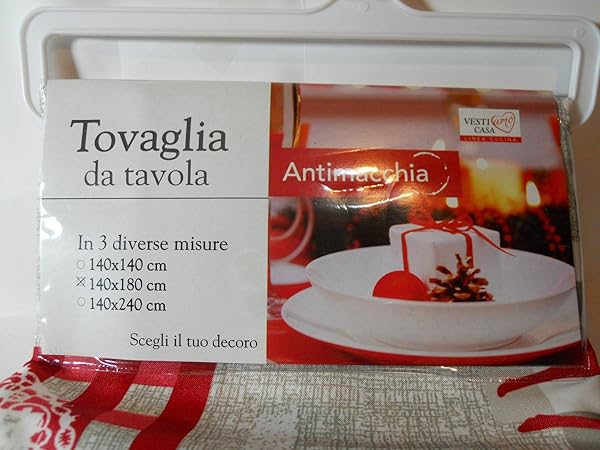 Tovaglia
da tavola
In 3 diverse misure
140x140 cm
140x180 cm
140x240 cm
Scegli il tuo decoro
Antimacchia
VESTI amo
CASA
LINEA CUCINA